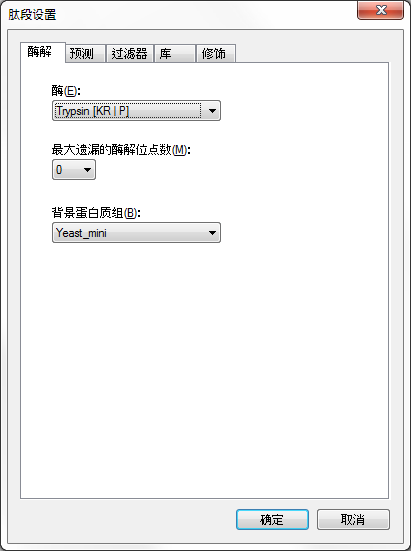 肽段设置
酶解 预测 过滤器 库 修饰
酶(E):
Trypsin [KR | P]
最大遗漏的酶解位点数(M):
0
背景蛋白质组(B):
Yeast_mini
确定 取消